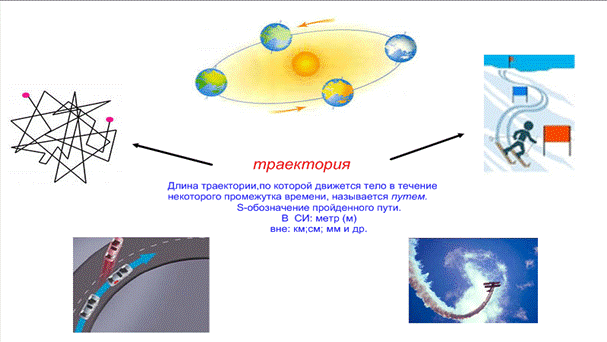 траектория
Длина траектории,по которой движется тело в течение
некоторого промежутка времени, называется путем.
S-обозначение пройденного пути.
В СИ: метр (м)
вне: км;см; мм и др.